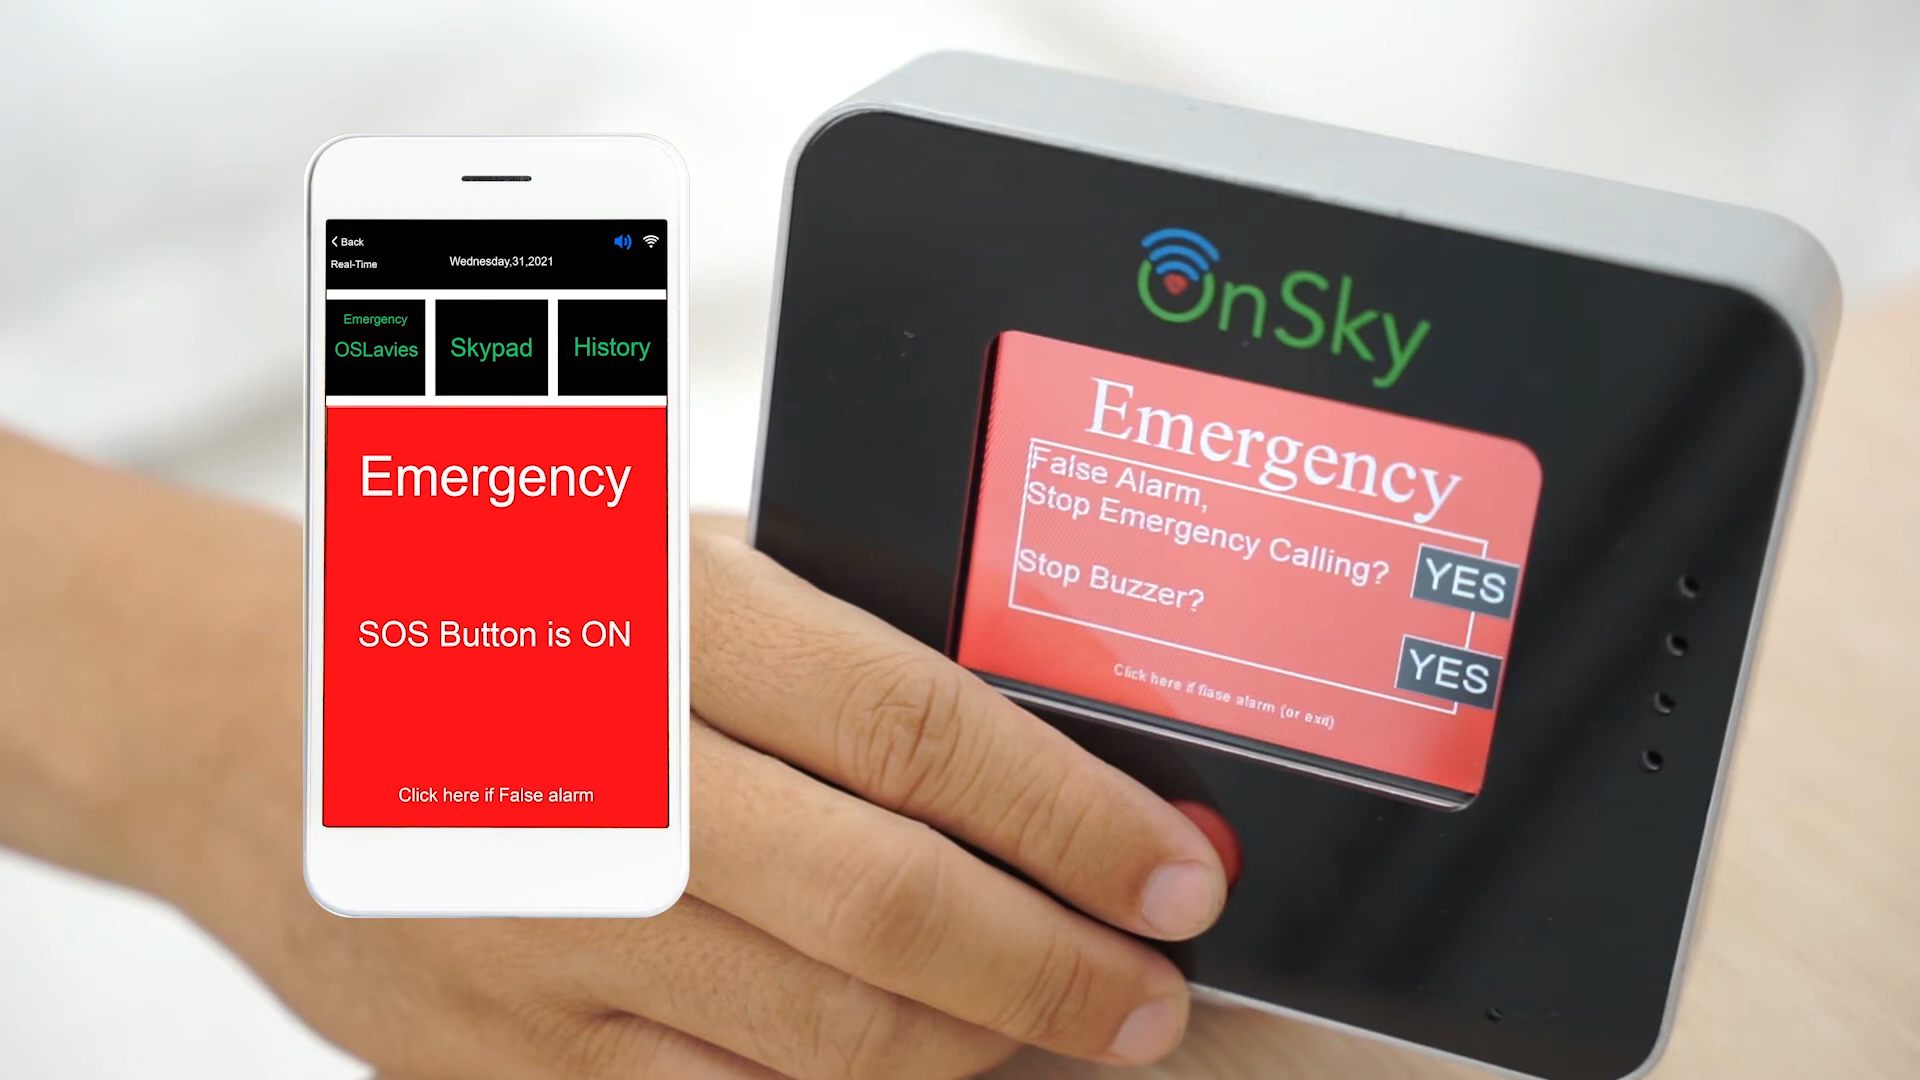 Back
Real-Time
Wednesday,31,2021
Emergency
OSLavies
Skypad
History
Emergency
SOS Button is ON
Click here if False alarm
OnSky
Emergency
False Alarm,
Stop Emergency Calling?
YES
Stop Buzzer?
YES
Click here if flase alarm (or exit)